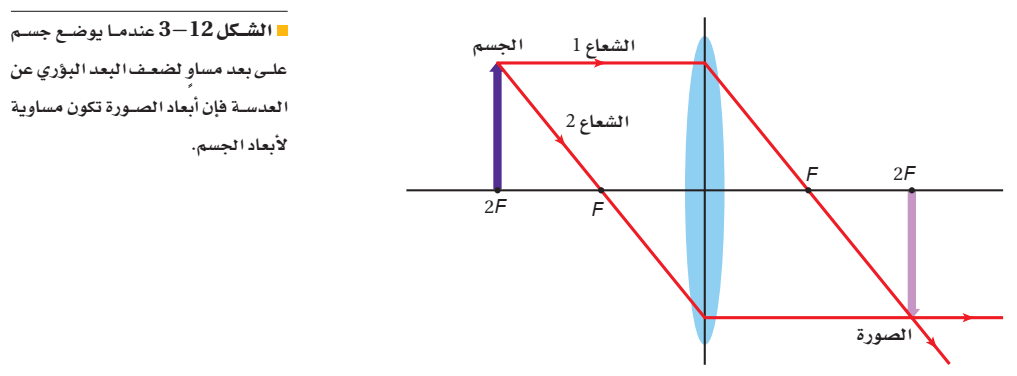 الشكل 12–3 عندما يوضع جسم
على بعد مساوٍ لضعف البعد البؤري عن
العدسة فإن أبعاد الصورة تكون مساوية
لأبعاد الجسم.
الجسم
الشعاع 1
الشعاع 2
2F
F
F
2F
الصورة